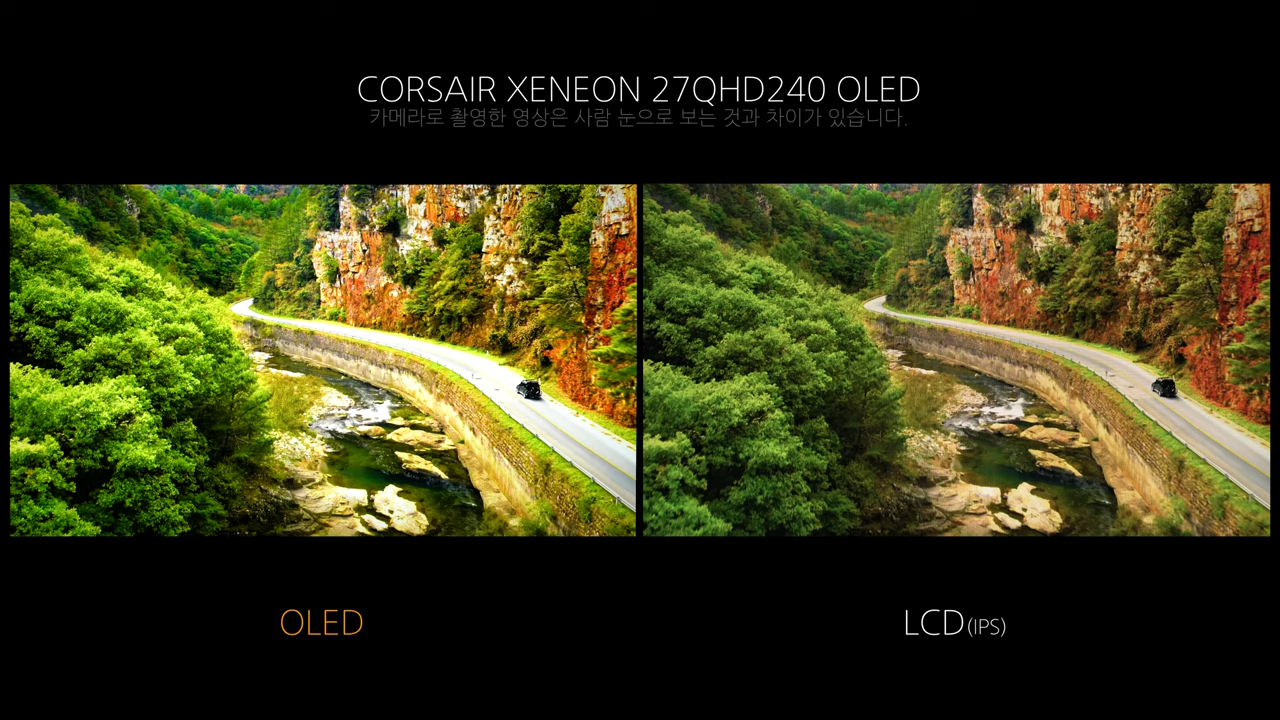 CORSAIR XENEON 27QHD240 OLED
카메라로 촬영한 영상은 사람 눈으로 보는 것과 차이가 있습니다.
OLED
LCD(IPS)